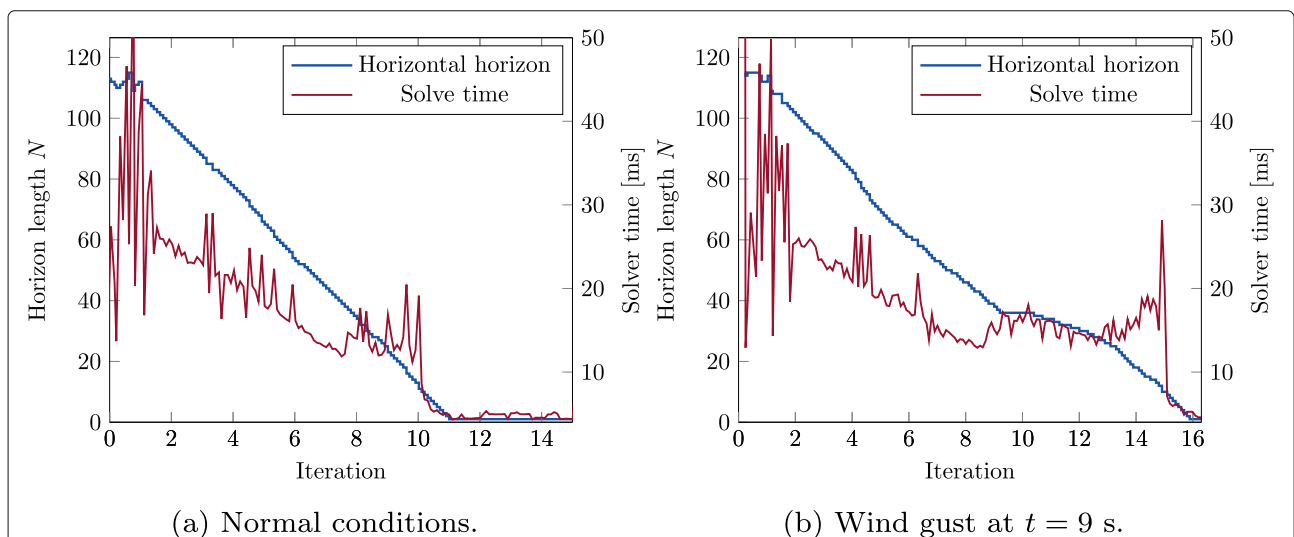 Horizontal horizon
Solve time
Horizon length N
120
100
80
60
40
20
0
50
40
30
20
10
Solver time [ms]
0 2 4 6 8 10 12 14
Iteration
(a) Normal conditions.
Horizontal horizon
Solve time
Horizon length N
120
100
80
60
40
20
0
50
40
30
20
10
Solver time [ms]
0 2 4 6 8 10 12 14 16
Iteration
(b) Wind gust at t = 9 s.